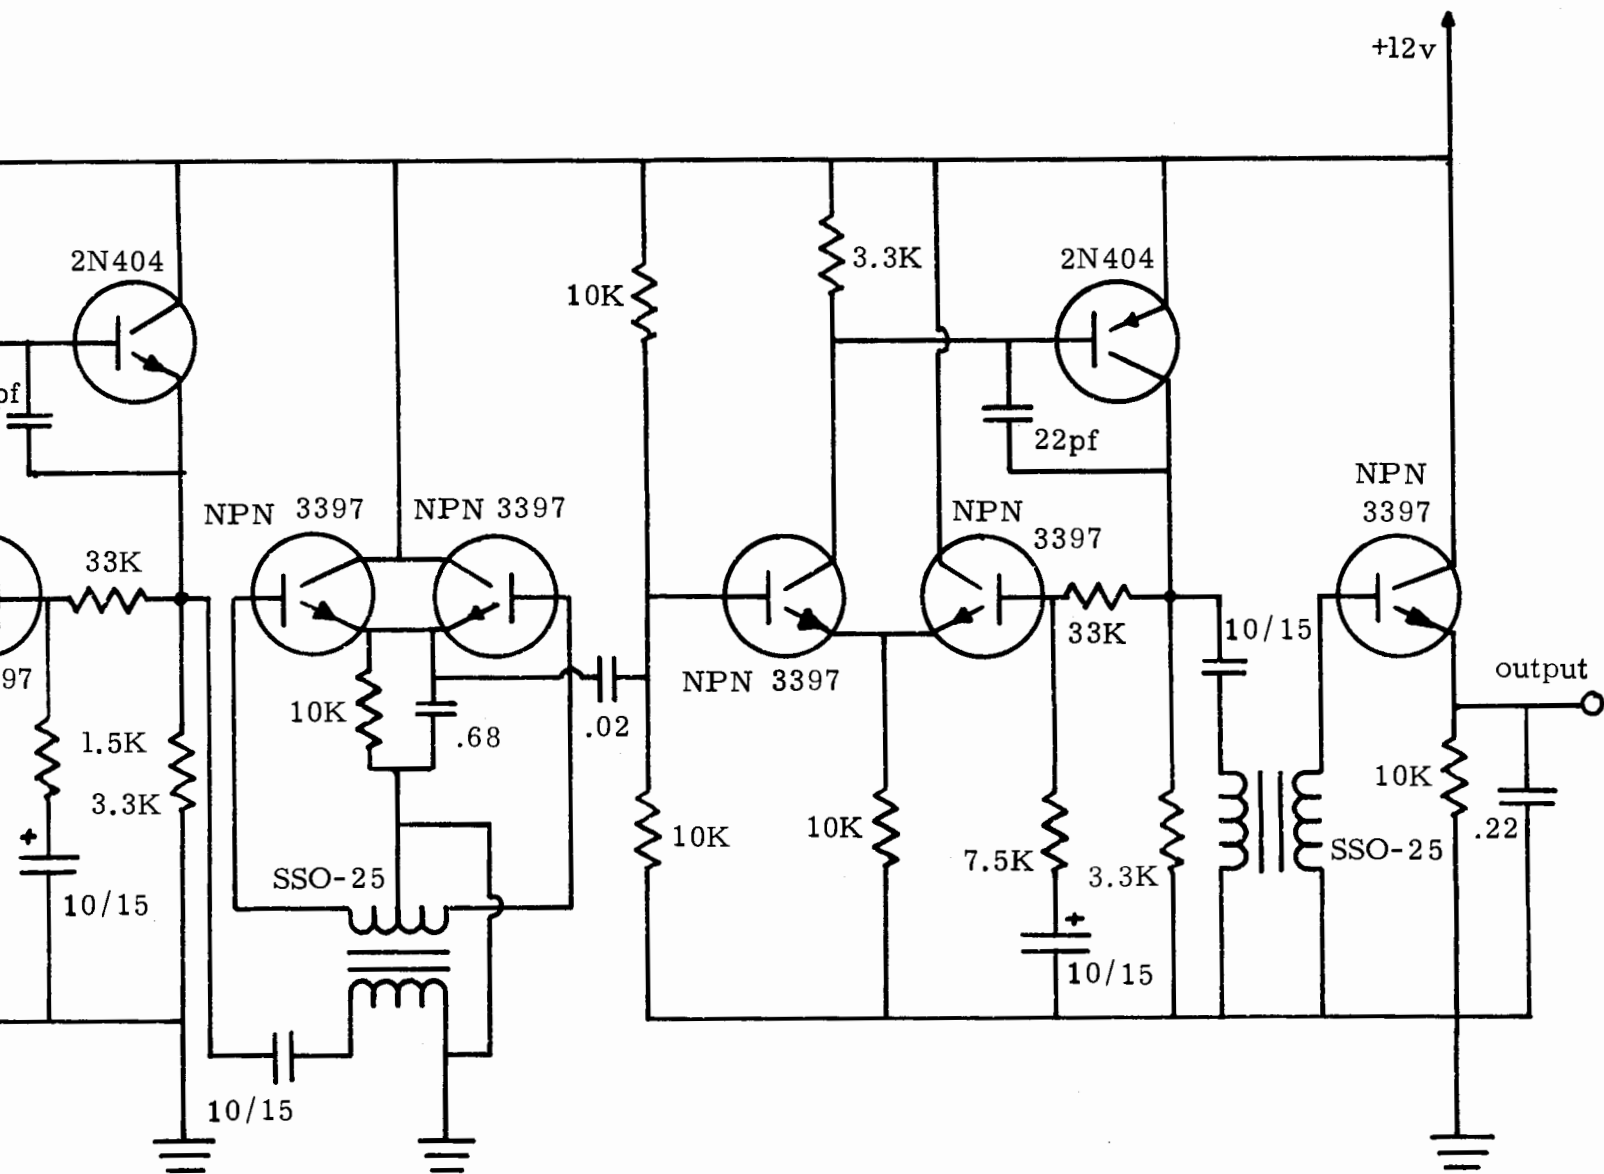 +12v
2N404
3.3K
2N404
10K
pf
22pf
NPN 3397
NPN 3397
NPN
3397
NPN
3397
33K
33K
10/15
97
NPN 3397
output
10K
.68
.02
1.5K
3.3K
10K
10K
10K
7.5K
3.3K
10K
.22
SSO-25
SSO-25
+
10/15
+
10/15
10/15